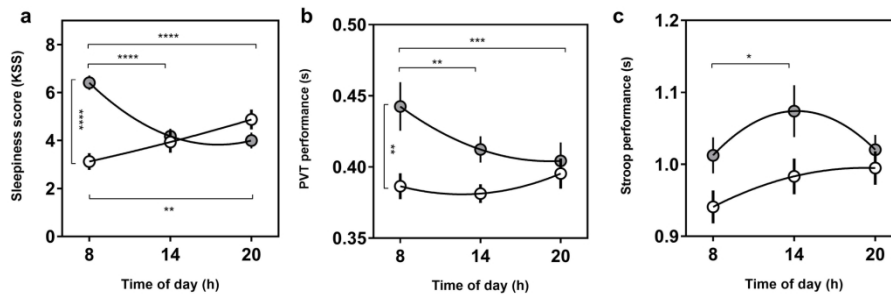 a
****
****
****
**
Sleepiness score (KSS)
8
6
4
2
0
8 14 20
Time of day (h)
b
***
**
**
PVT performance (s)
0.50
0.45
0.40
0.35
8 14 20
Time of day (h)
c
*
Stroop performance (s)
1.2
1.1
1.0
0.9
8 14 20
Time of day (h)